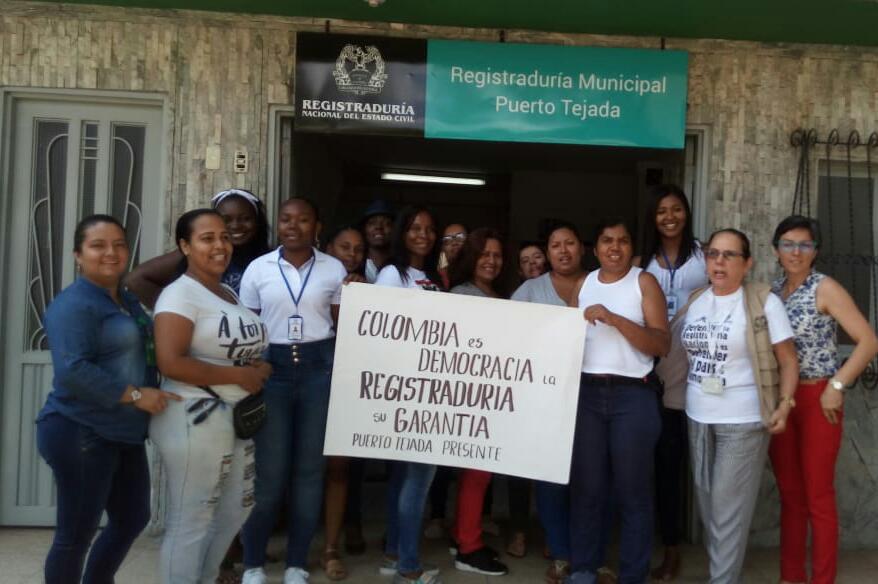 REGISTRADURÍA
NACIONAL DEL ESTADO CIVIL
Registraduría Municipal
Puerto Tejada
COLOMBIA es
DEMOCRACIA LA
REGISTRADURIA
SU GARANTIA
PUERTO TEJADA PRESENTE